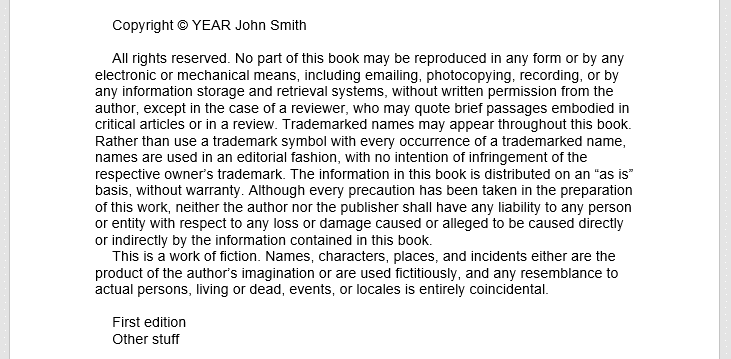 Copyright © YEAR John Smith
All rights reserved. No part of this book may be reproduced in any form or by any
electronic or mechanical means, including emailing, photocopying, recording, or by
any information storage and retrieval systems, without written permission from the
author, except in the case of a reviewer, who may quote brief passages embodied in
critical articles or in a review. Trademarked names may appear throughout this book.
Rather than use a trademark symbol with every occurrence of a trademarked name,
names are used in an editorial fashion, with no intention of infringement of the
respective owner’s trademark. The information in this book is distributed on an “as is”
basis, without warranty. Although every precaution has been taken in the preparation
of this work, neither the author nor the publisher shall have any liability to any person
or entity with respect to any loss or damage caused or alleged to be caused directly
or indirectly by the information contained in this book.
This is a work of fiction. Names, characters, places, and incidents either are the
product of the author’s imagination or are used fictitiously, and any resemblance to
actual persons, living or dead, events, or locales is entirely coincidental.
First edition
Other stuff